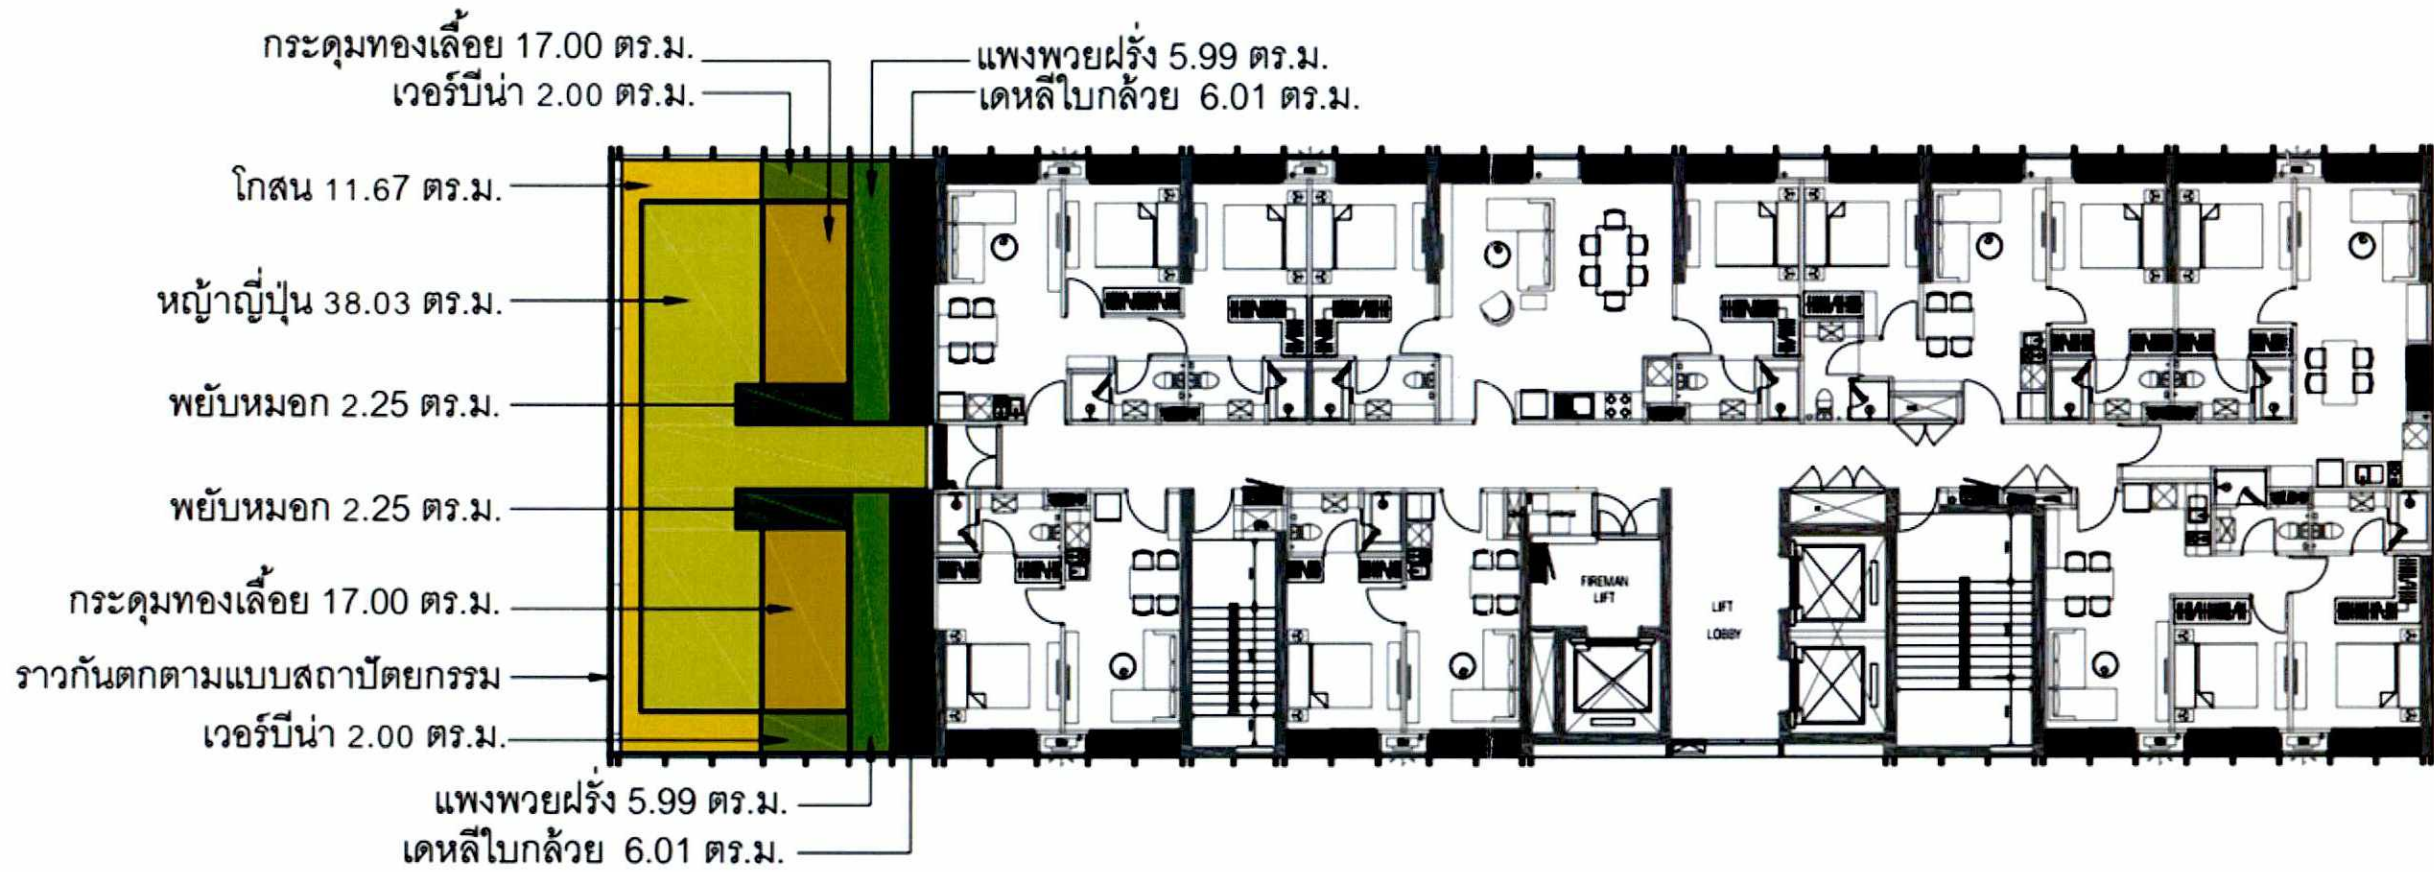 กระดุมทองเลื้อย 17.00 ตร.ม.
เวอร์บีน่า 2.00 ตร.ม.
แพงพวยฝรั่ง 5.99 ตร.ม.
เดหลีใบกล้วย 6.01 ตร.ม.
โกสน 11.67 ตร.ม.
หญ้าญี่ปุ่น 38.03 ตร.ม.
พยับหมอก 2.25 ตร.ม.
พยับหมอก 2.25 ตร.ม.
กระดุมทองเลื้อย 17.00 ตร.ม.
ราวกันตกตามแบบสถาปัตยกรรม
เวอร์บีน่า 2.00 ตร.ม.
แพงพวยฝรั่ง 5.99 ตร.ม.
เดหลีใบกล้วย 6.01 ตร.ม.
FIREMAN
LIFT
LIFT
LOBBY